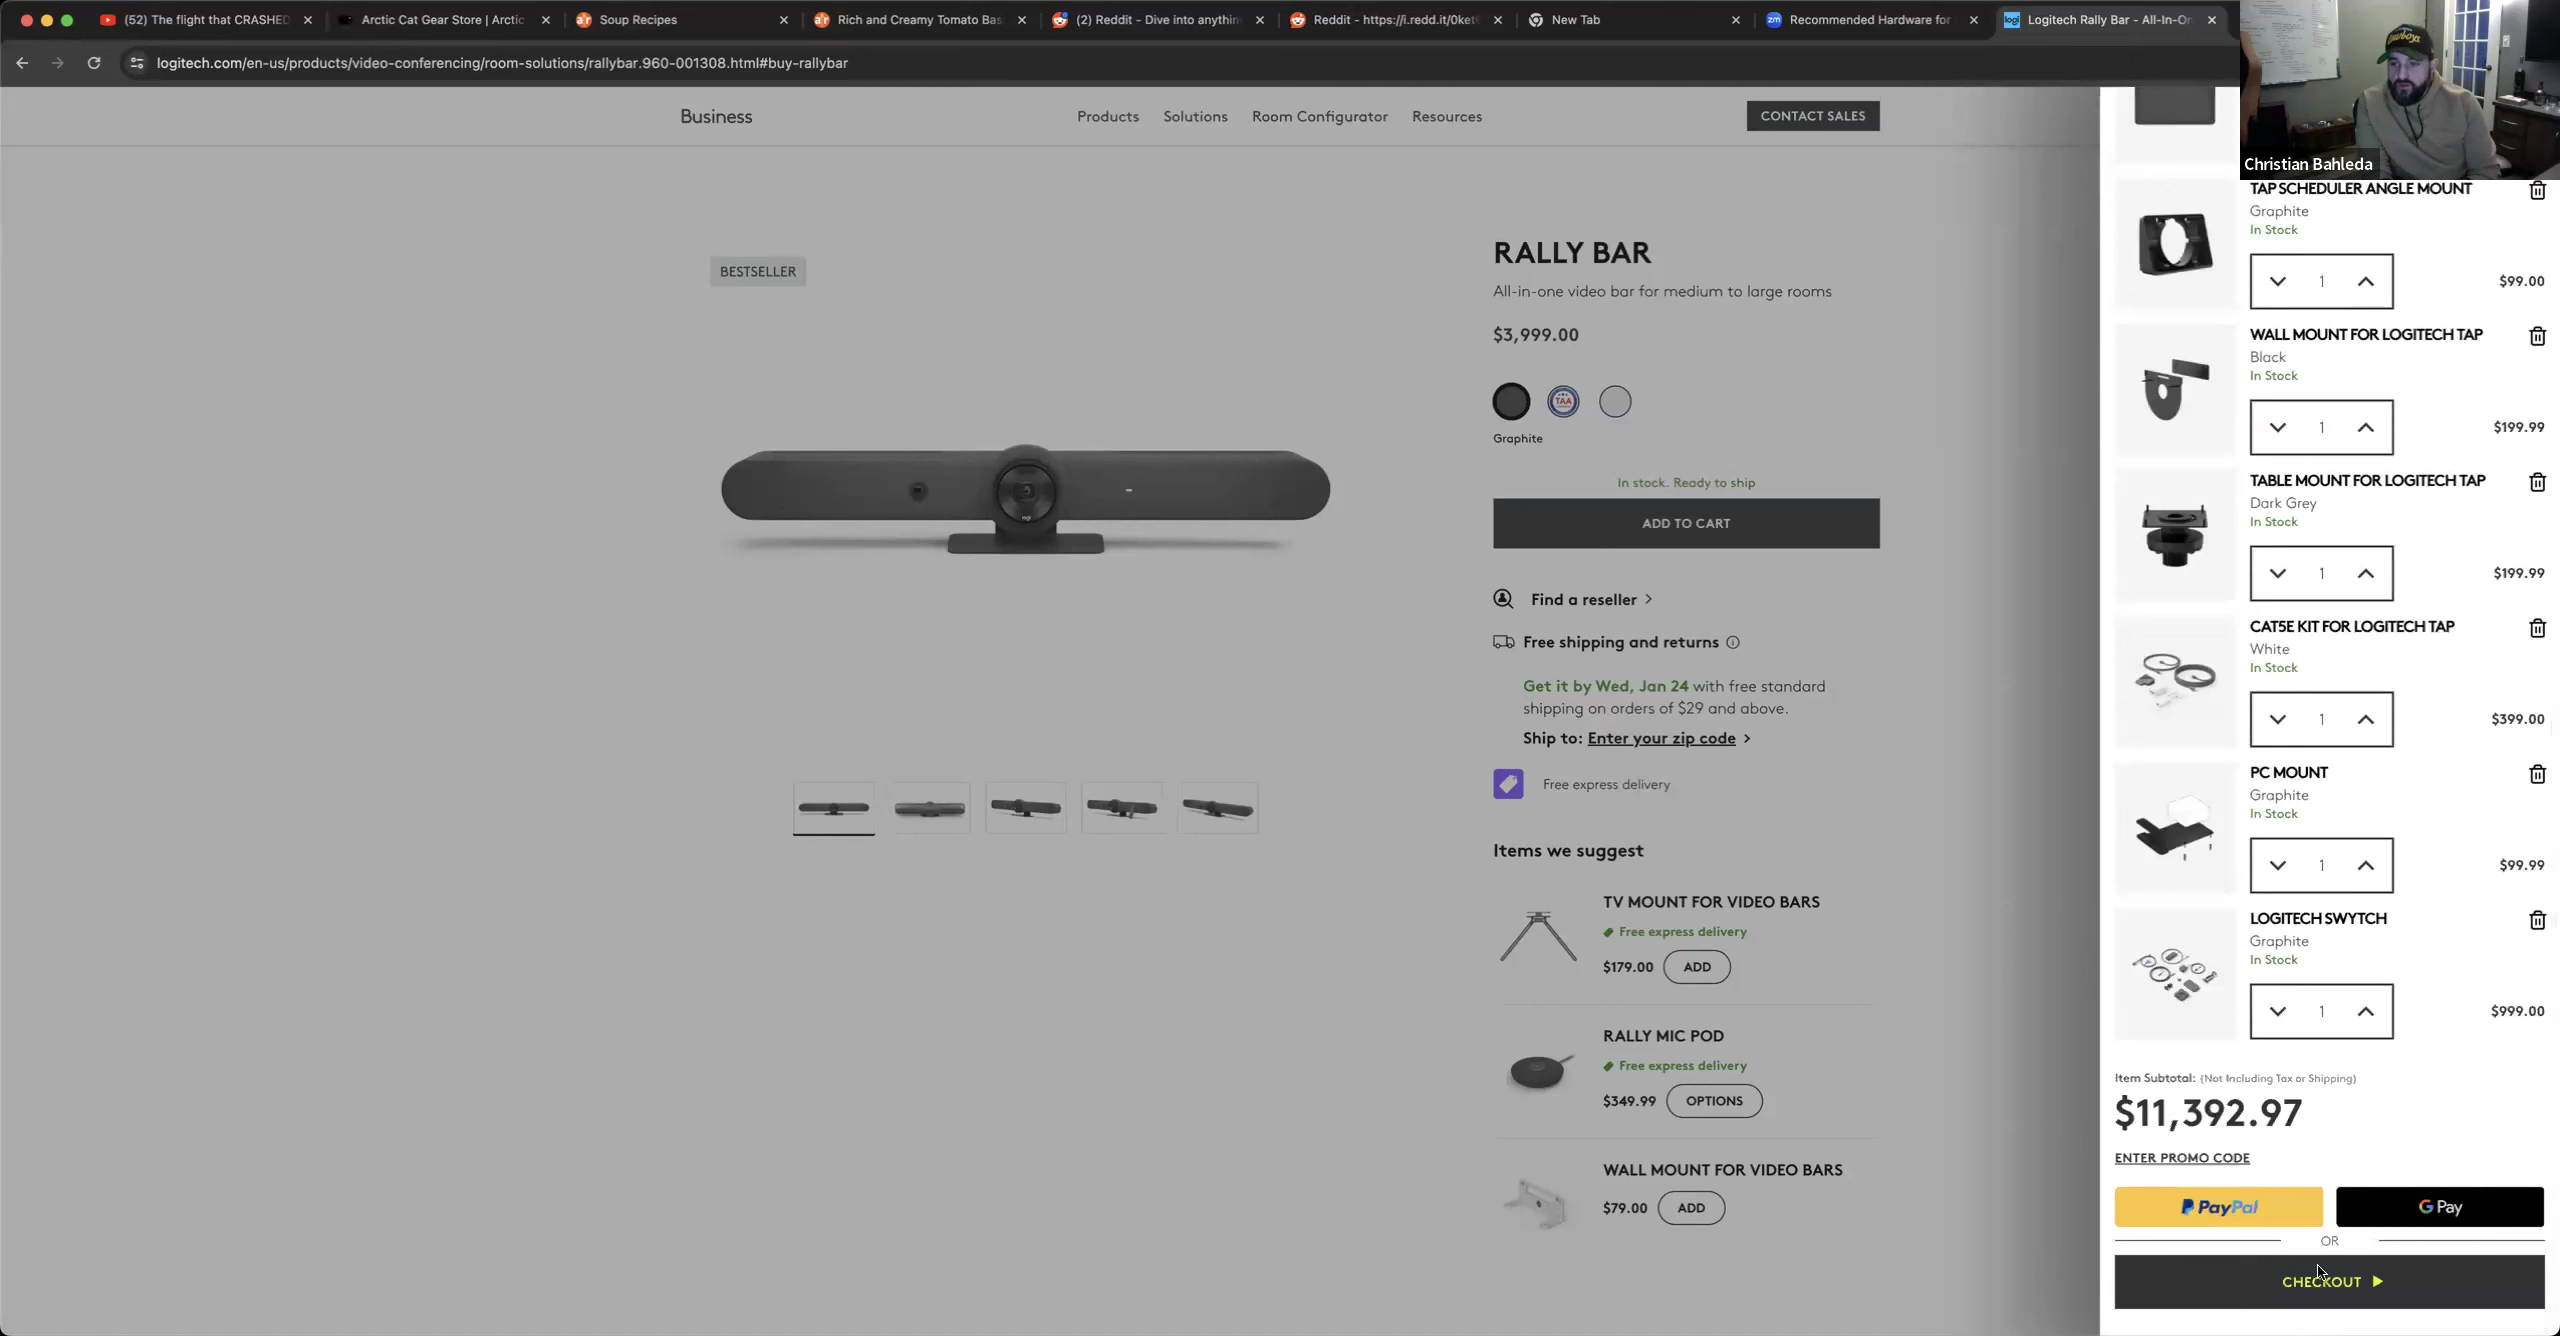 (52) The flight that CRASHED
Arctic Cat Gear Store | Arctic
Soup Recipes
Rich and Creamy Tomato Bas
(2) Reddit - Dive into anythin
Reddit - https://i.redd.it/0ket
New Tab
zm
Recommended Hardware for
logi
Logitech Rally Bar - All-In-On
logitech.com/en-us/products/video-conferencing/room-solutions/rallybar.960-001308.html#buy-rallybar
Christian Bahleda
Business
Products
Solutions
Room Configurator
Resources
CONTACT SALES
BESTSELLER
RALLY BAR
All-in-one video bar for medium to large rooms
$3,999.00
TAA
Graphite
In stock. Ready to ship
ADD TO CART
Find a reseller
Free shipping and returns
Get it by Wed, Jan 24 with free standard
shipping on orders of $29 and above.
Ship to: Enter your zip code
Free express delivery
Items we suggest
TV MOUNT FOR VIDEO BARS
Free express delivery
$179.00 ADD
RALLY MIC POD
Free express delivery
$349.99 OPTIONS
WALL MOUNT FOR VIDEO BARS
$79.00 ADD
TAP SCHEDULER ANGLE MOUNT
Graphite
In Stock
1 $99.00
WALL MOUNT FOR LOGITECH TAP
Black
In Stock
1 $199.99
TABLE MOUNT FOR LOGITECH TAP
Dark Grey
In Stock
1 $199.99
CAT5E KIT FOR LOGITECH TAP
White
In Stock
1 $399.00
PC MOUNT
Graphite
In Stock
1 $99.99
LOGITECH SWYTCH
Graphite
In Stock
1 $999.00
Item Subtotal: (Not Including Tax or Shipping)
$11,392.97
ENTER PROMO CODE
PayPal
G Pay
OR
CHECKOUT